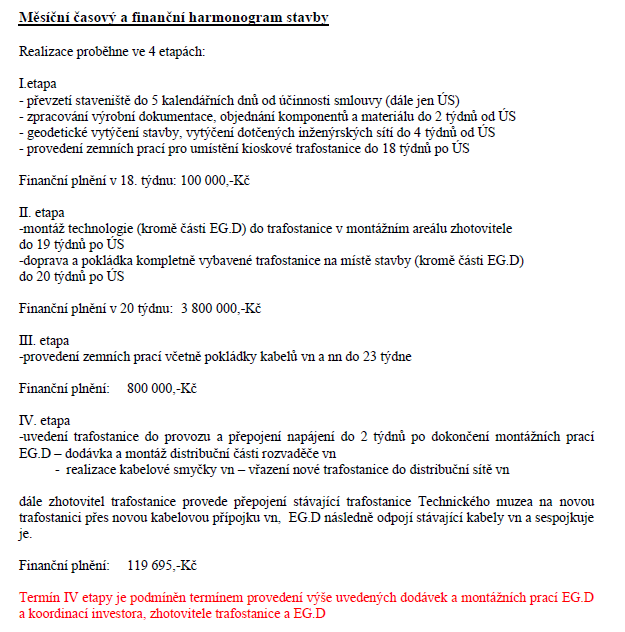 Měsíční časový a finanční harmonogram stavby
Realizace proběhne ve 4 etapách:
I.etapa
- převzetí staveniště do 5 kalendářních dnů od účinnosti smlouvy (dále jen ÚS)
- zpracování výrobní dokumentace, objednání komponentů a materiálu do 2 týdnů od ÚS
- geodetické vytýčení stavby, vytýčení dotčených inženýrských sítí do 4 týdnů od ÚS
- provedení zemních prací pro umístění kioskové trafostanice do 18 týdnů po ÚS
Finanční plnění v 18. týdnu: 100 000,-Kč
II. etapa
-montáž technologie (kromě části EG.D) do trafostanice v montážním areálu zhotovitele
do 19 týdnů po ÚS
-doprava a pokládka kompletně vybavené trafostanice na místě stavby (kromě části EG.D)
do 20 týdnů po ÚS
Finanční plnění v 20 týdnu: 3 800 000,-Kč
III. etapa
-provedení zemních prací včetně pokládky kabelů vn a nn do 23 týdne
Finanční plnění: 800 000,-Kč
IV. etapa
-uvedení trafostanice do provozu a přepojení napájení do 2 týdnů po dokončení montážních prací
EG.D – dodávka a montáž distribuční části rozvaděče vn
- realizace kabelové smyčky vn – vřazení nové trafostanice do distribuční sítě vn
dále zhotovitel trafostanice provede přepojení stávající trafostanice Technického muzea na novou
trafostanici přes novou kabelovou přípojku vn, EG.D následně odpojí stávající kabely vn a sespojkuje
je.
Finanční plnění: 119 695,-Kč
Termín IV etapy je podmíněn termínem provedení výše uvedených dodávek a montážních prací EG.D
a koordinací investora, zhotovitele trafostanice a EG.D